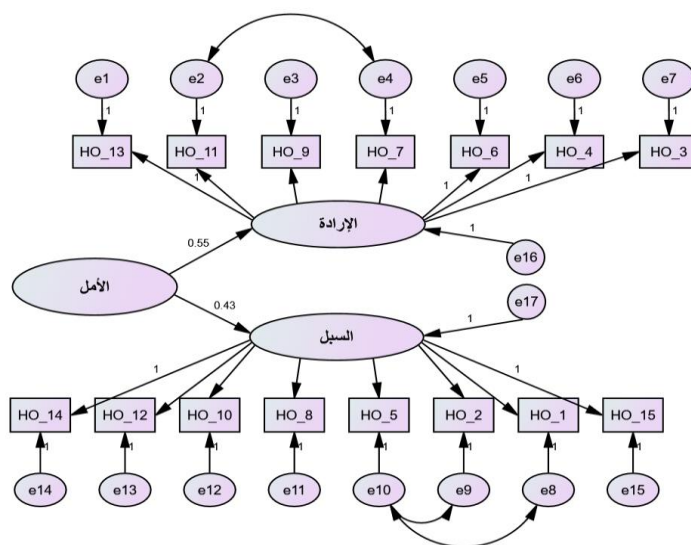 e1 e2 e3 e4 e5 e6 e7
1 1 1 1 1 1 1
HO_13 HO_11 HO_9 HO_7 HO_6 HO_4 HO_3
1 1 1 1
الإرادة
0.55 1
e16
الأمل
e17
0.43 1
السبل
1 1
HO_14 HO_12 HO_10 HO_8 HO_5 HO_2 HO_1 HO_15
1 1 1 1 1 1 1 1
e14 e13 e12 e11 e10 e9 e8 e15